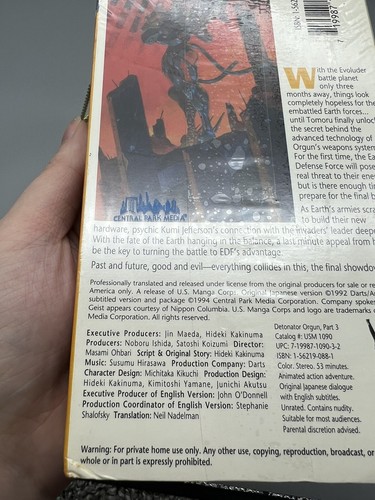 ISBN: 1-562
7 19987
With the Evoluder
battle planet
only three
months away, things look
completely hopeless for the
embattled Earth forces...
until Tomoru finally unloc
the secret behind the
advanced technology of
Orgun's weapons system
For the first time, the Ea
Defense Force will pose
real threat to their ene
but is there enough ti
prepare for the final b
CENTRAL PARK MEDIA
As Earth's armies scra
to build their new
hardware, psychic Kumi Jefferson's connection with the invaders' leader deepe
With the fate of the Earth hanging in the balance, a last minute appeal from h
be the key to turning the battle to EDF's advantage.
Past and future, good and evil—everything collides in this, the final showdow
Professionally translated and released under license from the original producers for sale or re
America only. A release of U.S. Manga Corp. Original Japanese version ©1992 Darts/Ar
subtitled version and package ©1994 Central Park Media Corporation. Company spokes
Geist appears courtesy of Nippon Columbia. U.S. Manga Corps and logo are trademarks o
Media Corporation. All rights reserved.
Executive Producers: Jin Maeda, Hideki Kakinuma
Producers: Noboru Ishida, Satoshi Koizumi Director:
Masami Ohbari Script & Original Story: Hideki Kakinuma
Music: Susumu Hirasawa Production Company: Darts
Character Design: Michitaka Kikuchi Production Design:
Hideki Kakinuma, Kimitoshi Yamane, Junichi Akutsu
Executive Producer of English Version: John O'Donnell
Production Coordinator of English Version: Stephanie
Shalofsky Translation: Neil Nadelman
Detonator Orgun, Part 3
Catalog #: USM 1090
UPC: 7-19987-1090-3-2
ISBN: 1-56219-088-1
Color. Stereo. 53 minutes.
Animated action adventure.
Original Japanese dialogue
with English subtitles.
Unrated. Contains nudity.
Suitable for most audiences.
Parental discretion advised.
Warning: For private home use only. Any other use, copying, reproduction, broadcast, or
whole or in part is expressly prohibited.